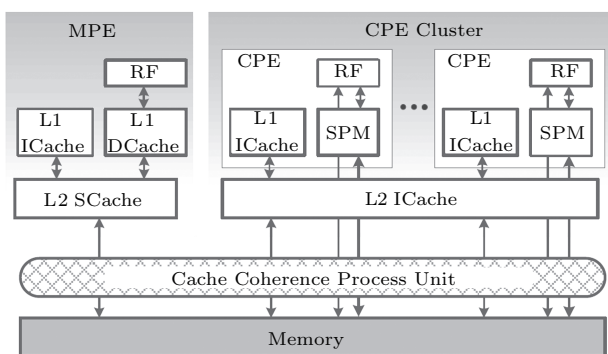 MPE
CPE Cluster
CPE
CPE
RF
RF
RF
L1
ICache
L1
DCache
L1
ICache
SPM
•••
L1
ICache
SPM
L2 SCache
L2 ICache
Cache Coherence Process Unit
Memory